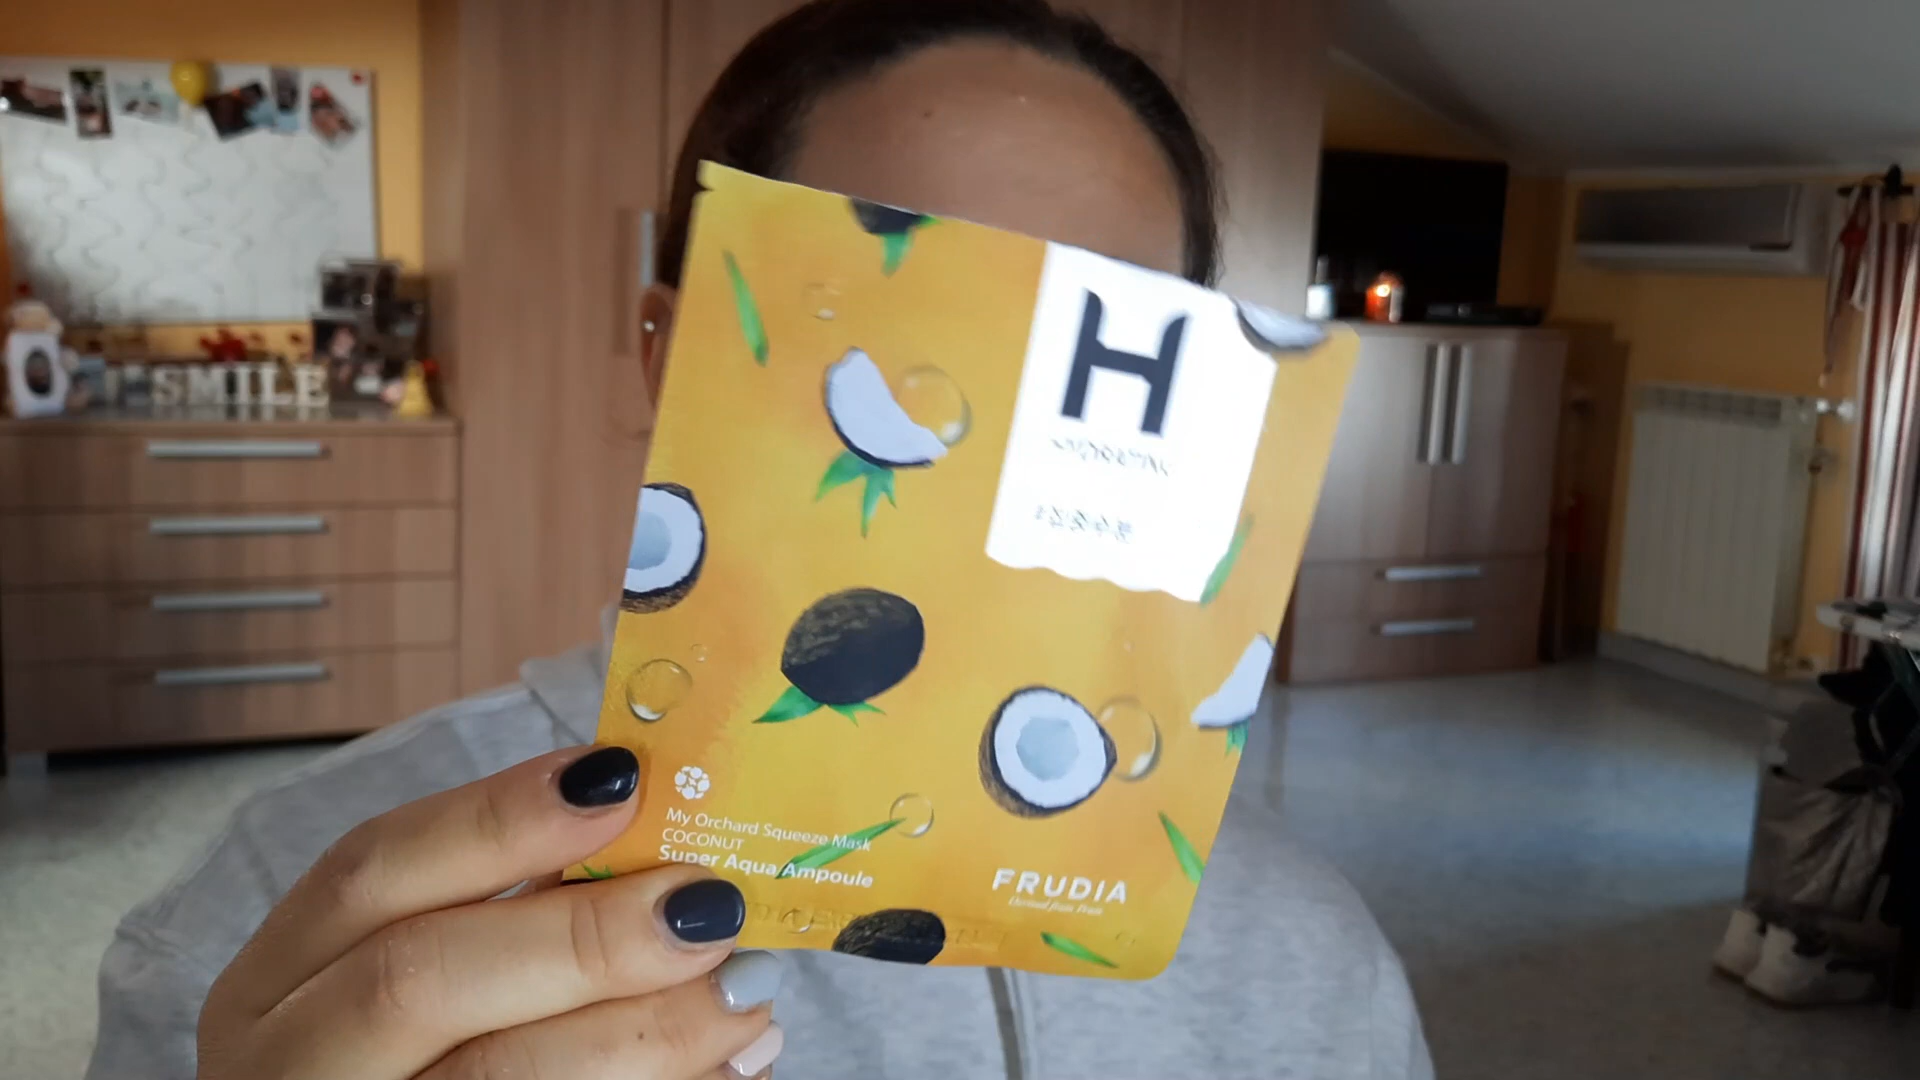 SMILE
H
My Orchard Squeeze Mask
COCONUT
Super Aqua Ampoule
FRUDIA